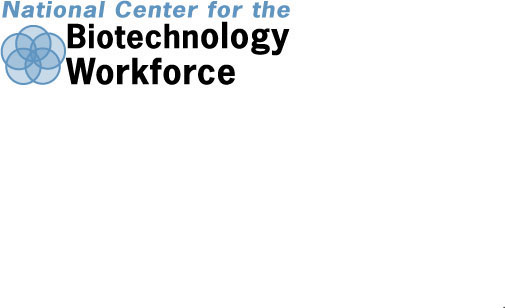 National Center for the
Biotechnology
Workforce